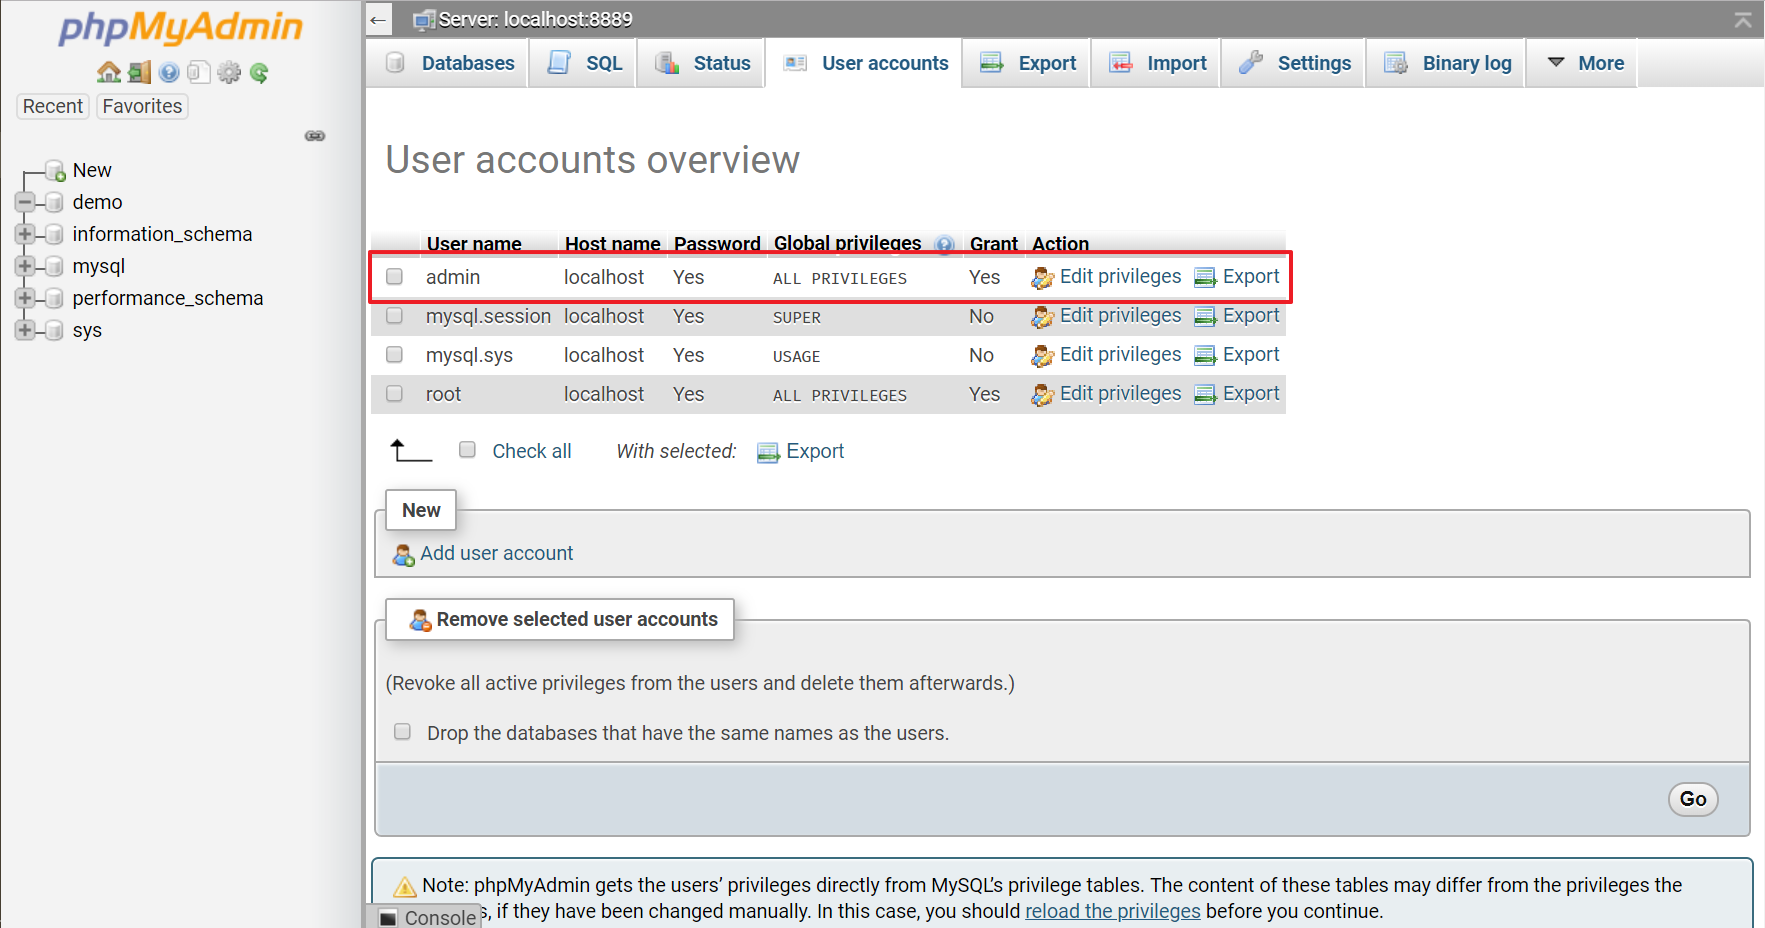 phpMyAdmin
Recent Favorites
New
demo
information_schema
mysql
performance_schema
sys
← Server: localhost:8889
Databases SQL Status User accounts Export Import Settings Binary log More
User accounts overview
User name Host name Password Global privileges Grant Action
admin localhost Yes ALL PRIVILEGES Yes Edit privileges Export
mysql.session localhost Yes SUPER No Edit privileges Export
mysql.sys localhost Yes USAGE No Edit privileges Export
root localhost Yes ALL PRIVILEGES Yes Edit privileges Export
Check all With selected: Export
New
Add user account
Remove selected user accounts
(Revoke all active privileges from the users and delete them afterwards.)
Drop the databases that have the same names as the users.
Go
Note: phpMyAdmin gets the users’ privileges directly from MySQL’s privilege tables. The content of these tables may differ from the privileges the
s, if they have been changed manually. In this case, you should reload the privileges before you continue.
Console